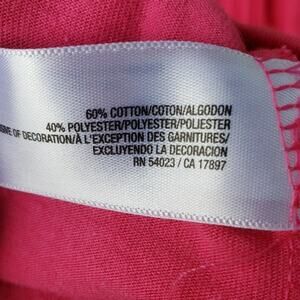 60% COTTON/COTON/ALGODON
40% POLYESTER/POLYESTER/POLIESTER
OF DECORATION/À L'EXCEPTION DES GARNITURES/
EXCLUYENDO LA DECORACION
RN 54023 / CA 17897